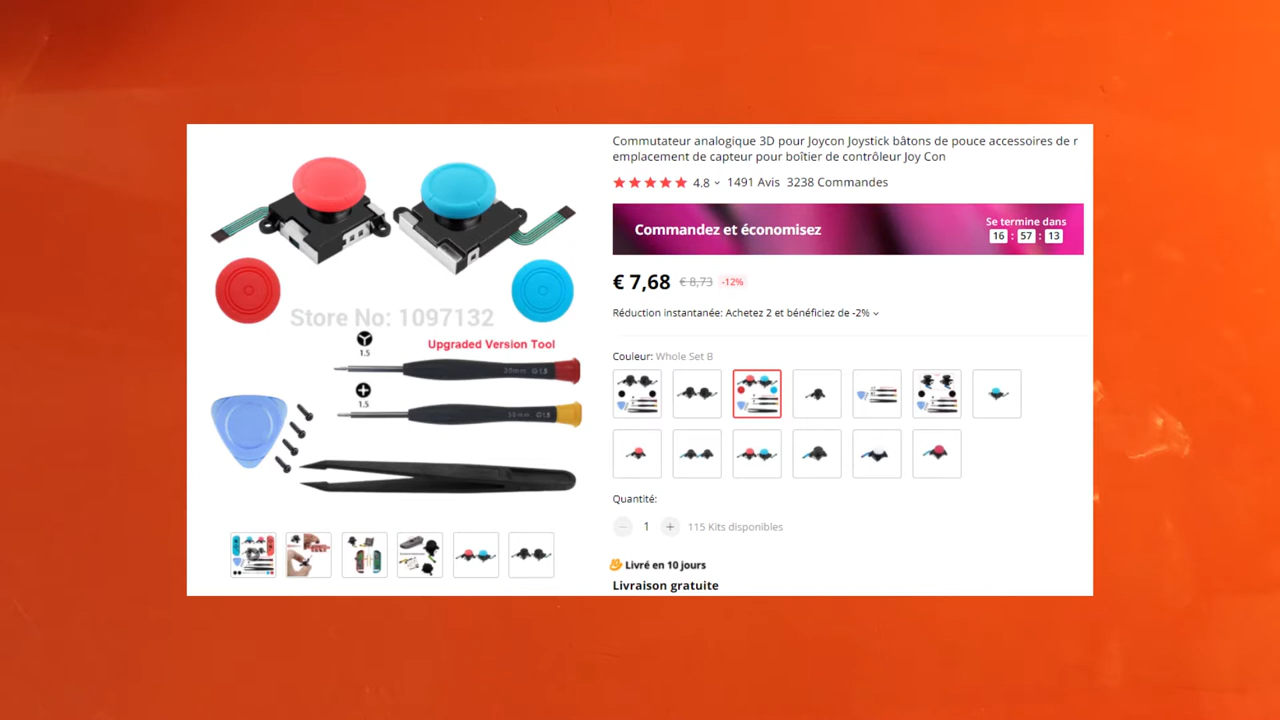 Commutateur analogique 3D pour Joycon Joystick bâtons de pouce accessoires de r
emplacement de capteur pour boîtier de contrôleur Joy Con
4.8 1491 Avis 3238 Commandes
Commandez et économisez
Se termine dans
16 : 57 : 13
€ 7,68 € 8,73 -12%
Réduction instantanée: Achetez 2 et bénéficiez de -2%
Couleur: Whole Set B
Quantité:
1 115 Kits disponibles
Livré en 10 jours
Livraison gratuite
Store No: 1097132
Upgraded Version Tool
1.5
1.5